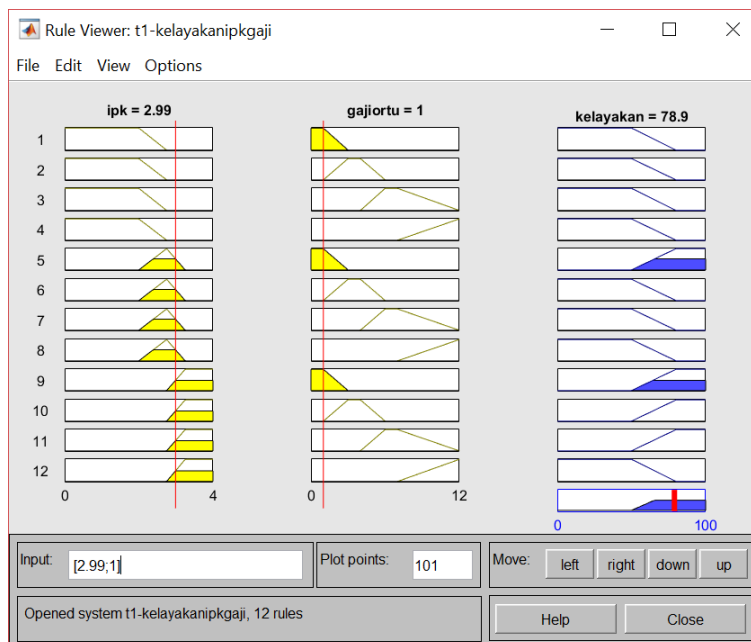 Rule Viewer: t1-kelayakanipkgaji
File Edit View Options
ipk = 2.99
gajiortu = 1
kelayakan = 78.9
1
2
3
4
5
6
7
8
9
10
11
12
0 4
0 12
0 100
Input: [2.99;1]
Plot points: 101
Move: left right down up
Opened system t1-kelayakanipkgaji, 12 rules
Help Close